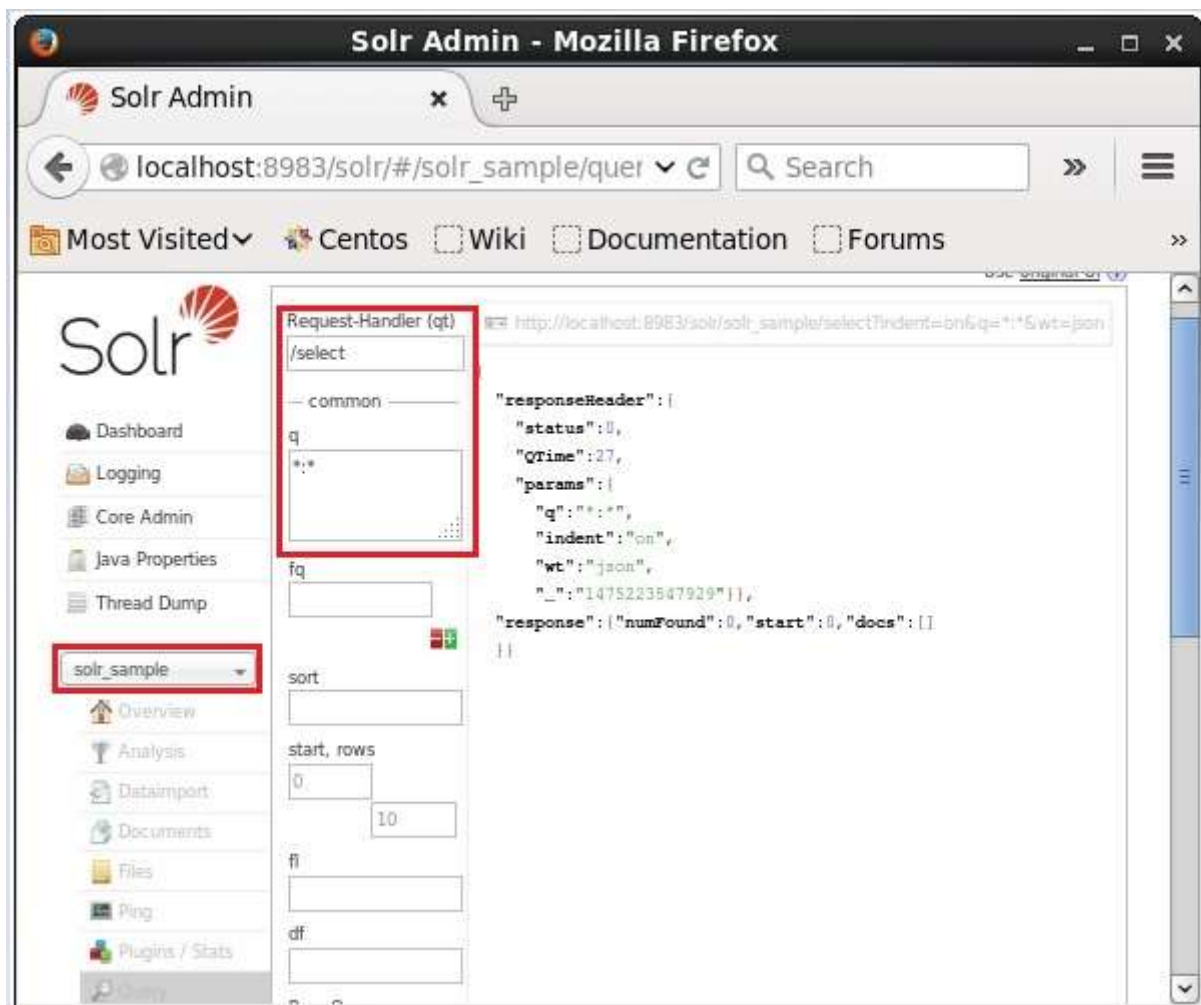 Solr Admin - Mozilla Firefox
Solr Admin
localhost:8983/solr/#/solr_sample/quer
Search
Most Visited
Centos
Wiki
Documentation
Forums
Use original UI
Solr
Dashboard
Logging
Core Admin
Java Properties
Thread Dump
solr_sample
Overview
Analysis
Dataimport
Documents
Files
Ping
Plugins / Stats
Query
Request-Handler (qt)
/select
common
q
*:*
fq
sort
start, rows
0
10
fl
df
http://localhost:8983/solr/solr_sample/select?indent=on&q=*:*&wt=json
"responseHeader":{
"status":0,
"QTime":27,
"params":{
"q":"*:*",
"indent":"on",
"wt":"json",
"_":"1475223547929"}},
"response":{"numFound":0,"start":0,"docs":[]
}}